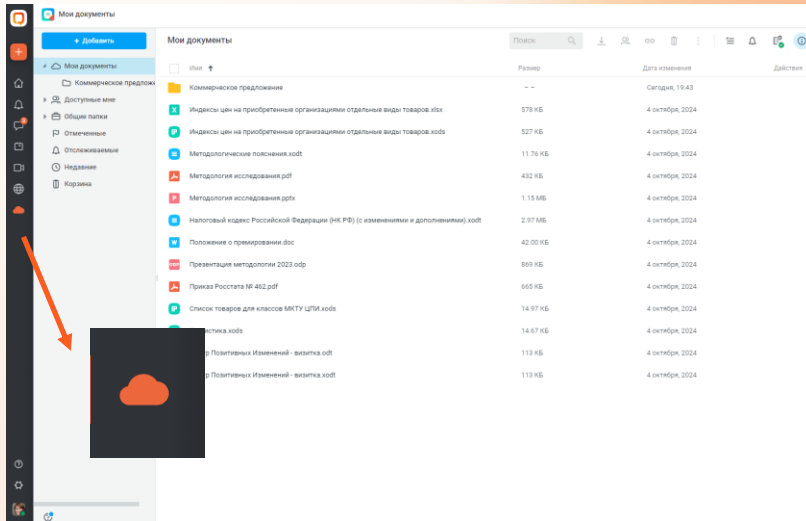 Мои документы
+ Добавить
Мои документы
Поиск
Мои документы
Коммерческое предлож
Доступные мне
Общие папки
Отмеченные
Отслеживаемые
Недавние
Корзина
Имя Размер Дата изменения Действия
Коммерческое предложение -- Сегодня, 19:43
Индексы цен на приобретенные организациями отдельные виды товаров.xlsx 578 КБ 4 октября, 2024
Индексы цен на приобретенные организациями отдельные виды товаров.xods 527 КБ 4 октября, 2024
Методологические пояснения.xodt 11.76 КБ 4 октября, 2024
Методология исследования.pdf 432 КБ 4 октября, 2024
Методология исследования.pptx 1.15 МБ 4 октября, 2024
Налоговый кодекс Российской Федерации (НК РФ) (с изменениями и дополнениями).xodt 2.97 МБ 4 октября, 2024
Положение о премировании.doc 42.00 КБ 4 октября, 2024
Презентация методологии 2023.odp 869 КБ 4 октября, 2024
Приказ Росстата № 462.pdf 665 КБ 4 октября, 2024
Список товаров для классов МКТУ ЦПИ.xods 14.97 КБ 4 октября, 2024
истика.xods 14.67 КБ 4 октября, 2024
р Позитивных Изменений - визитка.odt 113 КБ 4 октября, 2024
р Позитивных Изменений - визитка.xodt 113 КБ 4 октября, 2024